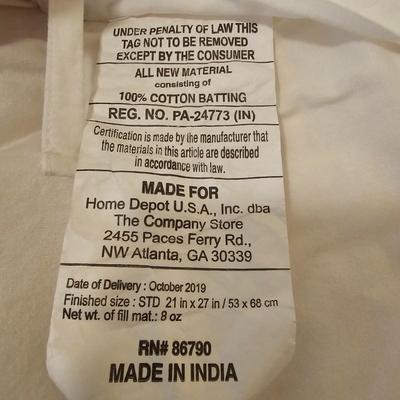 UNDER PENALTY OF LAW THIS
TAG NOT TO BE REMOVED
EXCEPT BY THE CONSUMER
ALL NEW MATERIAL
consisting of
100% COTTON BATTING
REG. NO. PA-24773 (IN)
Certification is made by the manufacturer that
the materials in this article are described
in accordance with law.
MADE FOR
Home Depot U.S.A., Inc. dba
The Company Store
2455 Paces Ferry Rd.,
NW Atlanta, GA 30339
Date of Delivery : October 2019
Finished size : STD 21 in x 27 in / 53 x 68 cm
Net wt. of fill mat.: 8 oz
RN# 86790
MADE IN INDIA